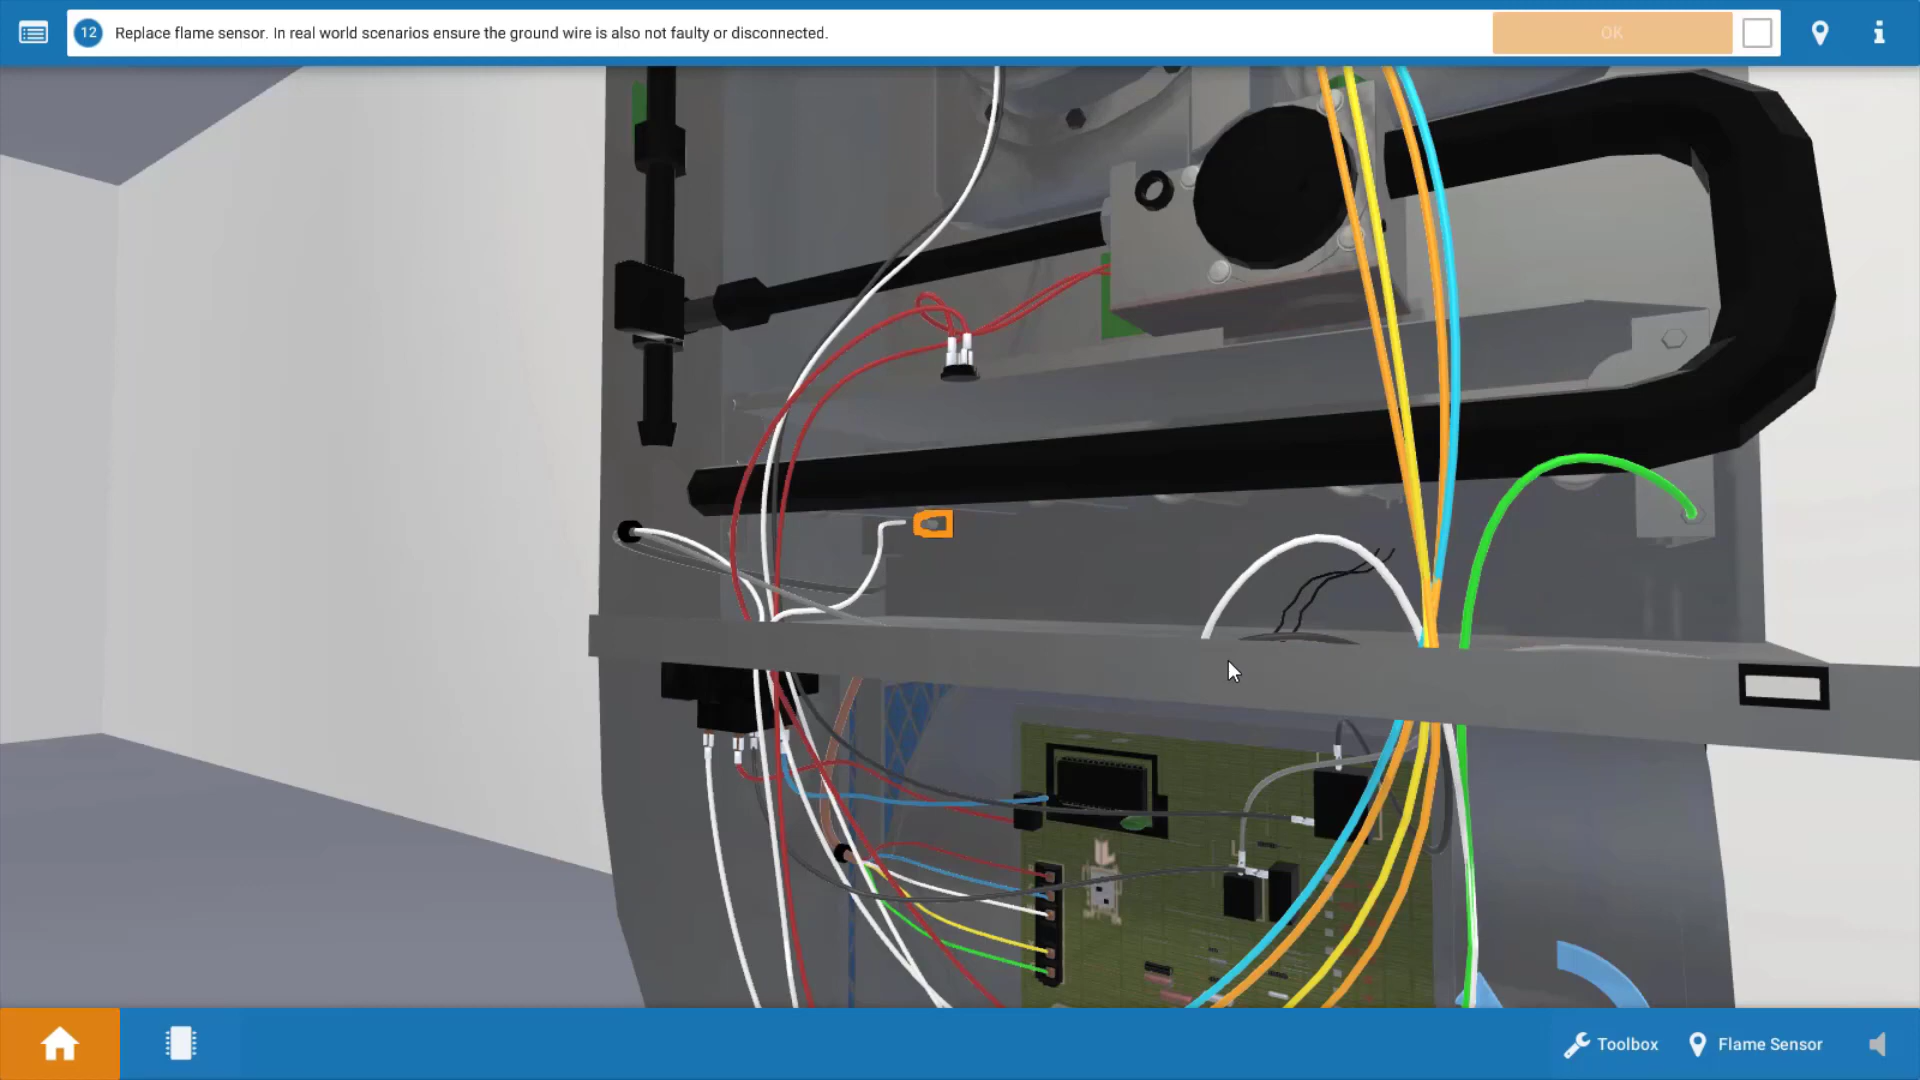 12 Replace flame sensor. In real world scenarios ensure the ground wire is also not faulty or disconnected.
OK
Toolbox
Flame Sensor